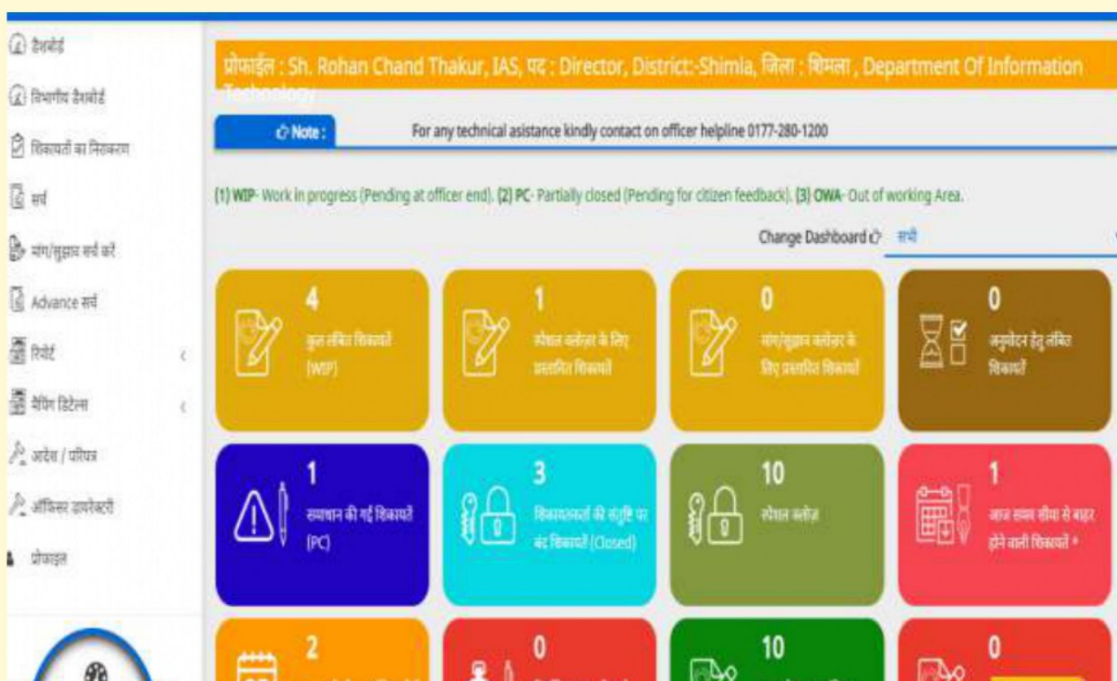 डैशबोर्ड
विभागीय डैशबोर्ड
शिकायतों का निराकरण
सर्च
मांग/सुझाव सर्च करें
Advance सर्च
रिपोर्ट
मैपिंग डिटेल्स
आदेश / परिपत्र
ऑफिसर डायरेक्टरी
प्रोफाइल
प्रोफाईल : Sh. Rohan Chand Thakur, IAS, पद : Director, District:-Shimla, जिला : शिमला , Department Of Information
Technology
Note :
For any technical asistance kindly contact on officer helpline 0177-280-1200
(1) WIP- Work in progress (Pending at officer end). (2) PC- Partially closed (Pending for citizen feedback). (3) OWA- Out of working Area.
Change Dashboard
सभी
4
कुल लंबित शिकायतें
(WIP)
1
स्पेशल क्लोज़र के लिए
प्रस्तावित शिकायतें
0
मांग/सुझाव क्लोज़र के
लिए प्रस्तावित शिकायतें
0
अनुमोदन हेतु लंबित
शिकायतें
1
समाधान की गई शिकायतें
(PC)
3
शिकायतकर्ता की संतुष्टि पर
बंद शिकायतें (Closed)
10
स्पेशल क्लोज़
1
आज समय सीमा से बाहर
होने वाली शिकायतें *
2
0
10
0